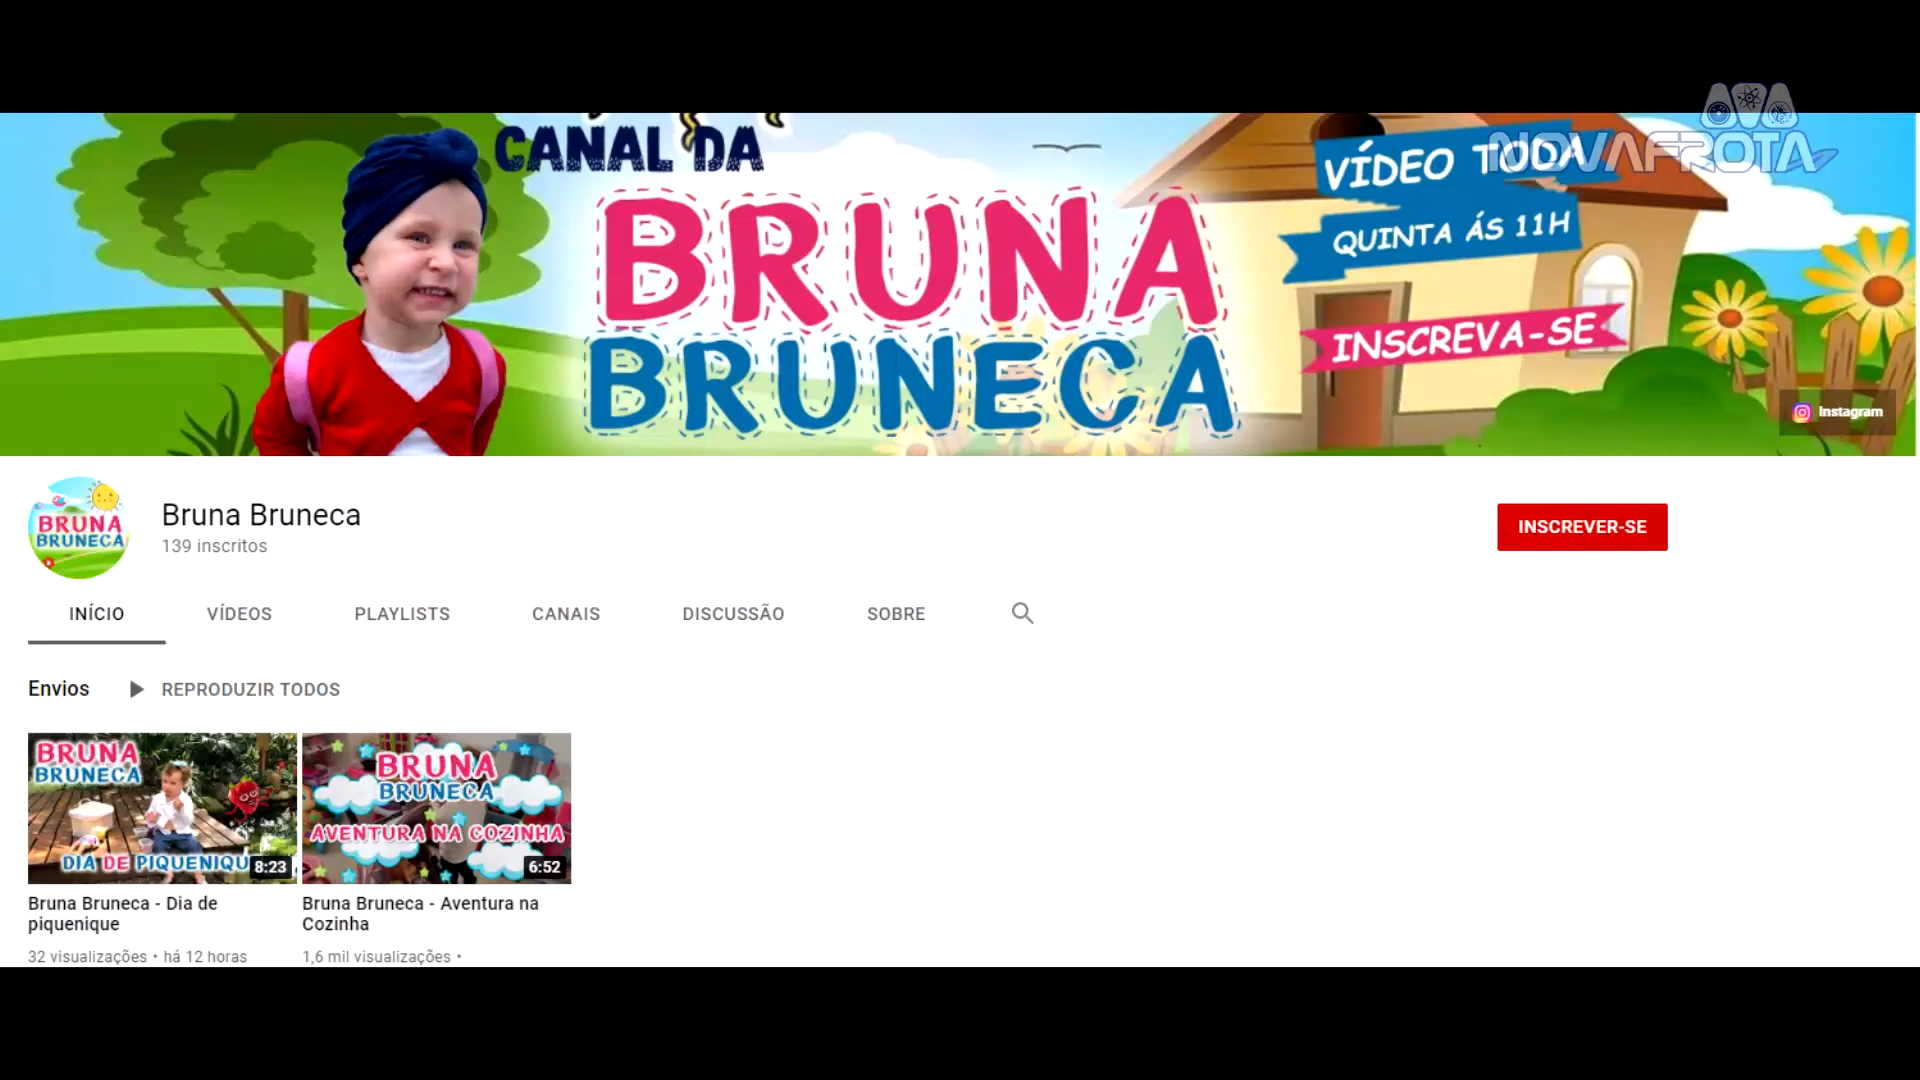 CANAL DA
BRUNA
BRUNECA
VÍDEO TODA
QUINTA ÁS 11H
INSCREVA-SE
NOVAFROTA
Instagram
BRUNA
BRUNECA
Bruna Bruneca
139 inscritos
INSCREVER-SE
INÍCIO
VÍDEOS
PLAYLISTS
CANAIS
DISCUSSÃO
SOBRE
Envios
REPRODUZIR TODOS
BRUNA
BRUNECA
DIA DE PIQUENIQU
8:23
BRUNA
BRUNECA
AVENTURA NA COZINHA
6:52
Bruna Bruneca - Dia de
piquenique
32 visualizações • há 12 horas
Bruna Bruneca - Aventura na
Cozinha
1,6 mil visualizações •